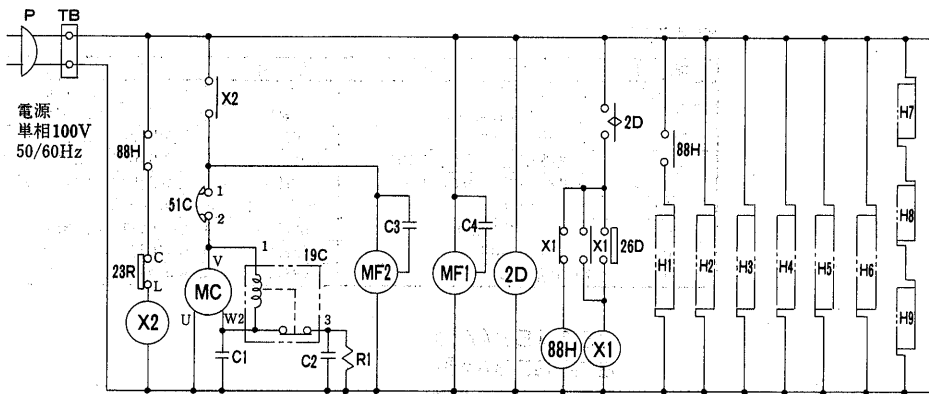 P
TB
電源
単相100V
50/60Hz
88H
23R
C
L
X2
X2
51C
1
2
V
MC
U
W2
C1
1
19C
3
C2
R1
C3
MF2
C4
MF1
2D
2D
X1
X1
26D
88H
X1
88H
H1
H2
H3
H4
H5
H6
H7
H8
H9